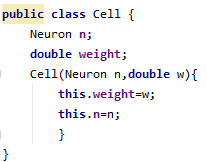 public class Cell {
Neuron n;
double weight;
Cell(Neuron n,double w){
this.weight=w;
this.n=n;
}
}